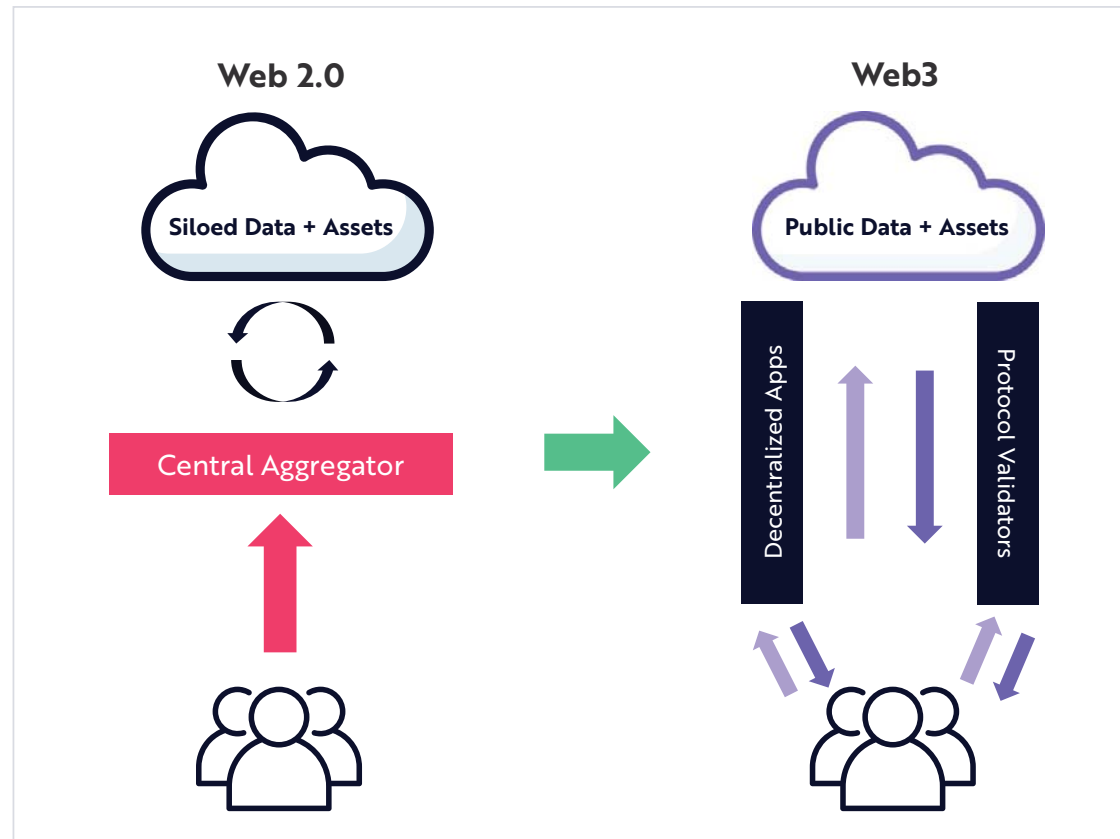 Web 2.0
Siloed Data + Assets
Central Aggregator
Web3
Public Data + Assets
Decentralized Apps
Protocol Validators